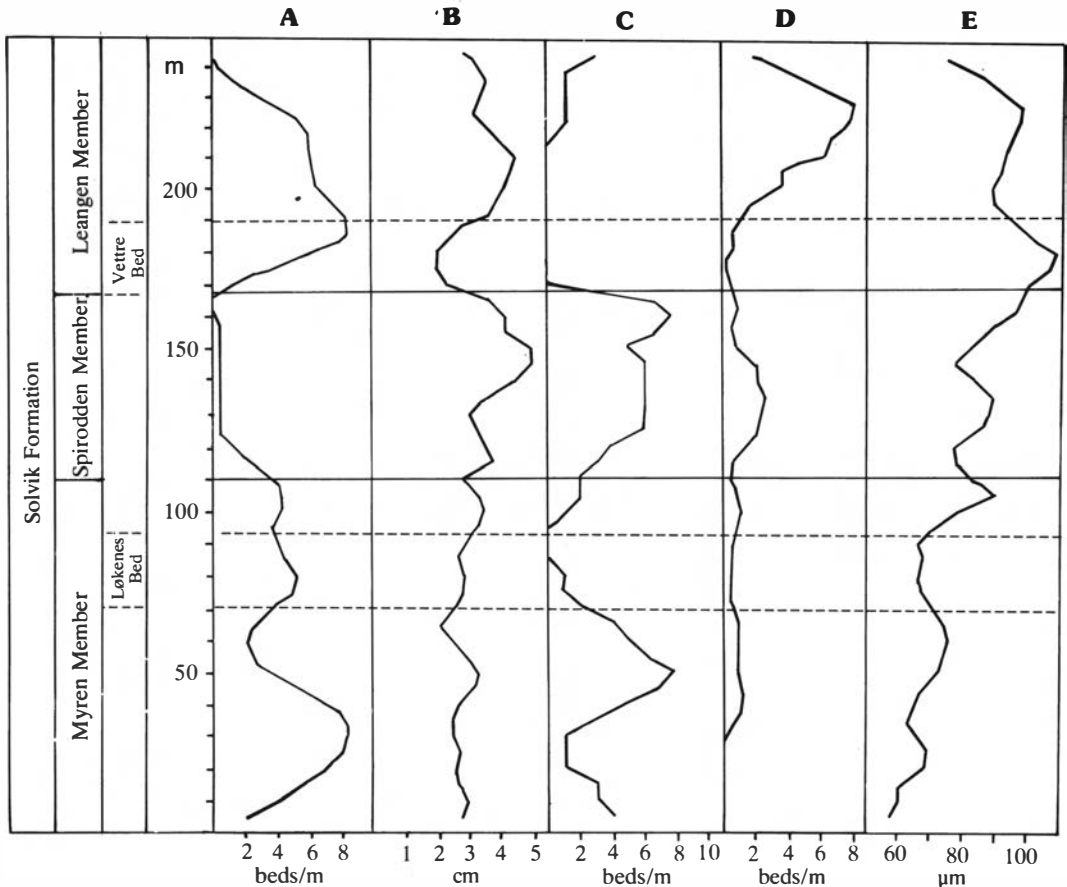 A B C D E
m
200
150
100
50
Solvik Formation
Leangen Member
Spirodden Member
Myren Member
Vettre
Bed
Løkenes
Bed
2 4 6 8
beds/m
1 2 3 4 5
cm
2 4 6 8 10
beds/m
2 4 6 8
beds/m
60 80 100
µm